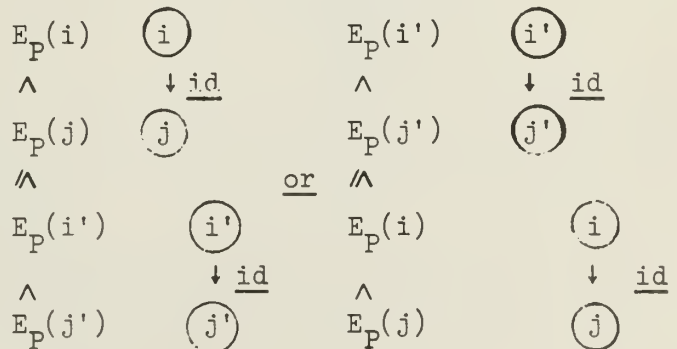 E_P(i) i E_P(i') i'
∧ ↓ id ∧ ↓ id
E_P(j) j E_P(j') j'
≪∧ or ≪∧
E_P(i') i' E_P(i) i
∧ ↓ id ∧ ↓ id
E_P(j') j' E_P(j) j